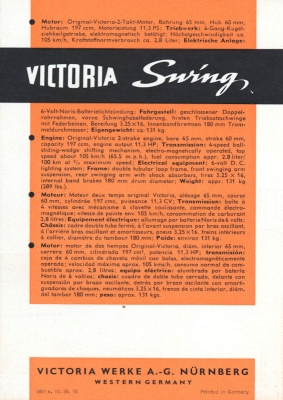 ● Motor: Original-Victoria-2-Takt-Motor, Bohrung 65 mm, Hub 60 mm,
Hubraum 197 ccm, Motorleistung 11,3 PS; Triebwerk: 4-Gang-Kugel-
ziehkeilgetriebe, elektromagnetisch betätigt, Höchstgeschwindigkeit ca.
105 km/h, Kraftstoffnormverbrauch ca. 2,8 Liter; Elektrische Anlage:
VICTORIA Swing
6-Volt-Noris-Batterielichtzündung; Fahrgestell: geschlossener Doppel-
rohrrahmen, vorne Schwinghebelfederung, hinten Triebsatzschwinge
mit Federbeinen, Bereifung 3,25 x 16, Innenbandbremsen 180 mm Trom-
meldurchmesser; Eigengewicht: ca. 131 kg.
● Engine: Original Victoria 2-stroke engine, bore 65 mm, stroke 60 mm,
capacity 197 ccm, engine output 11.3 HP; Transmission: 4-speed ball-
sliding-wedge shifting mechanism, electro-magnetically operated, top
speed about 105 km/h (65.5 m.p.h.), fuel consumption appr. 2.8 liter/
100 km at ½ maximum speed; Electrical equipment: 6-volt D.C.
lighting system; Frame: double tubular loop frame, front swinging arm
suspension, rear swinging arm with shock absorbers, tires 3.25 x 16,
internal band brakes 180 mm drum diameter; Weight: appr. 131 kg
(289 lbs.).
● Moteur: Moteur deux temps original Victoria, alésage 65 mm, course
60 mm, cylindrée 197 cmc, puissance 11,3 CV; Transmission: boîte à
4 vitesses avec mécanisme à clavette coulissante, commande électro-
magnétique; vitesse de pointe env. 105 km/h, consommation de carburant
2,8 litres; Equipement électrique: allumage par batterie Noris de 6 volts;
Châssis: cadre double tube fermé, à l'avant suspension par bras oscillant,
à l'arrière bras oscillant et amortisseurs, pneus 3,25 x 16, freins intérieurs
à collier, diamètre de tambour 180 mm; Poids: environ 131 kg.
● Motor: motor de dos tiempos Original Victoria, diám. interior 65 mm,
carrera 60 mm, cilindrada 197 cm³, potencia 11,3 HP; transmisión:
caja de 4 cambios de chaveta móvil con bolas, electromagnéticamente
operada; velocidad máxima aprox. 105 km/h, consumo normal de com-
bustible aprox. 2,8 litros; equipo eléctrico: alumbrado por batería
Noris de 6 voltios; chasis: cuadro de doble tubo cerrado, delante con
suspensión por brazo oscilante, detrás por brazo oscilante con amorti-
guadores de choques, neumáticos 3,25 x 16, frenos de cinta interior, diám.
del tambor 180 mm; peso: aprox. 131 kgs.
VICTORIA WERKE A.-G. NÜRNBERG
WESTERN GERMANY
Printed in Germany